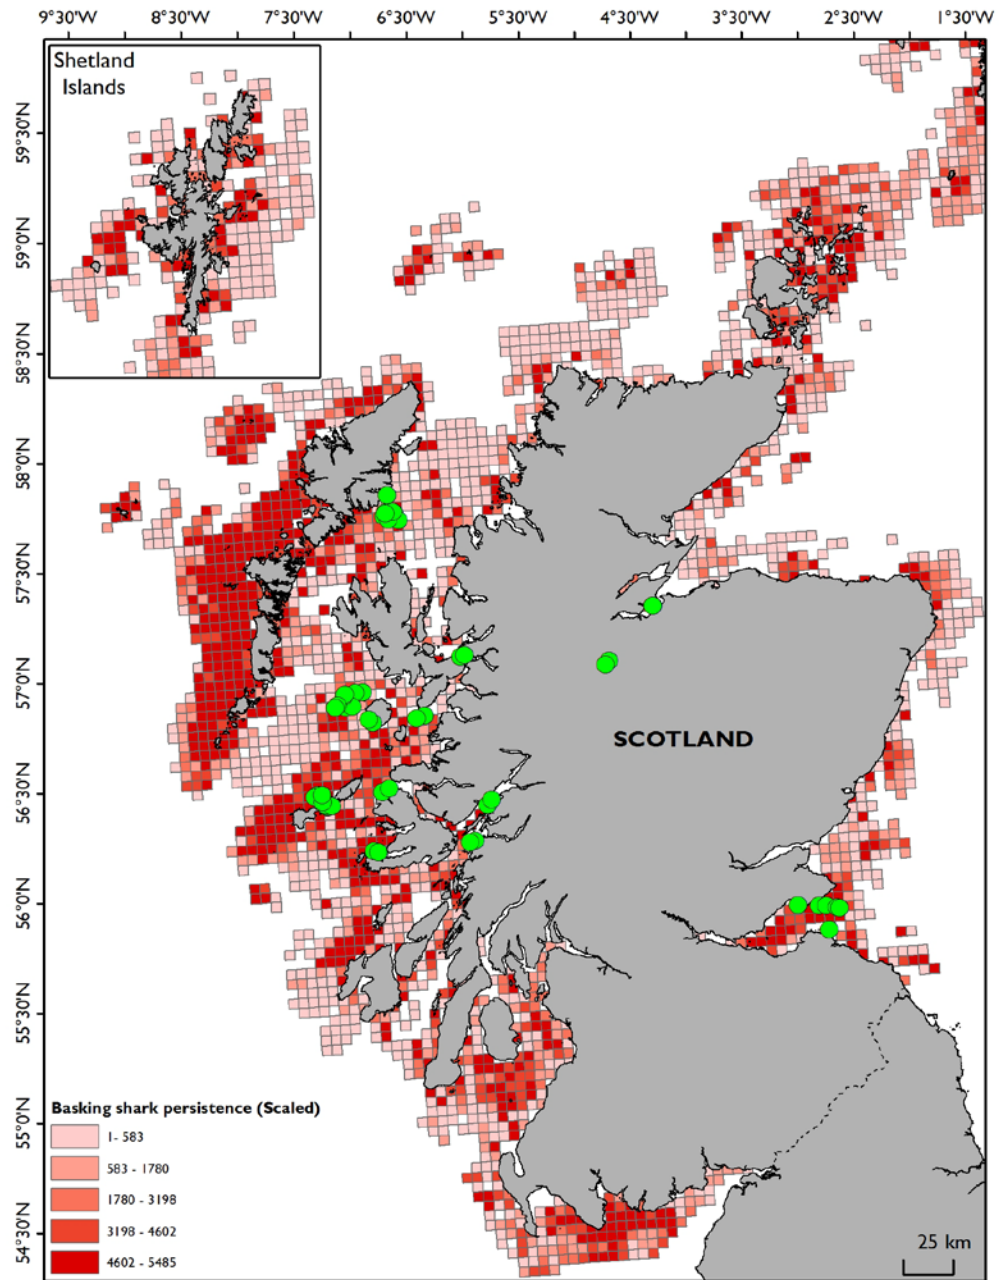 9°30'W 8°30'W 7°30'W 6°30'W 5°30'W 4°30'W 3°30'W 2°30'W 1°30'W
Shetland
Islands
59°30'N
59°0'N
58°30'N
58°0'N
57°30'N
57°0'N
SCOTLAND
56°30'N
56°0'N
55°30'N
55°0'N
54°30'N
Basking shark persistence (Scaled)
1- 583
583 - 1780
1780 - 3198
3198 - 4602
4602 - 5485
25 km